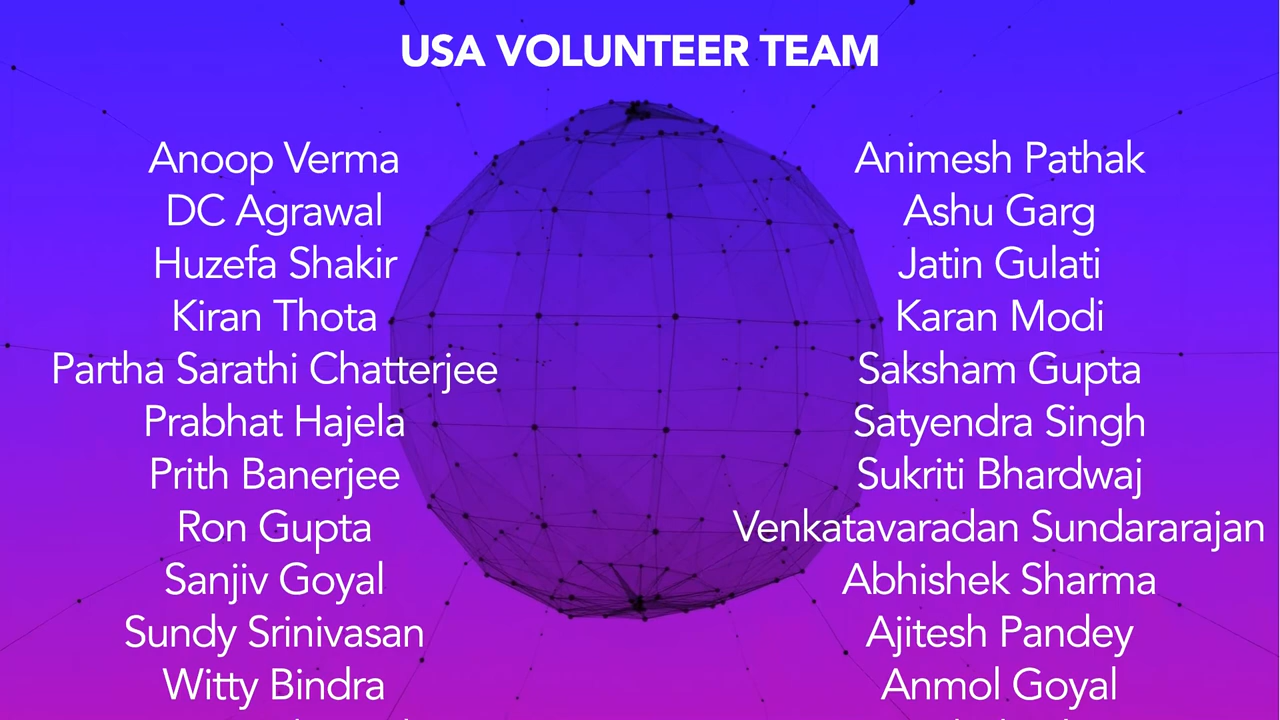 USA VOLUNTEER TEAM
Anoop Verma
DC Agrawal
Huzefa Shakir
Kiran Thota
Partha Sarathi Chatterjee
Prabhat Hajela
Prith Banerjee
Ron Gupta
Sanjiv Goyal
Sundy Srinivasan
Witty Bindra
Animesh Pathak
Ashu Garg
Jatin Gulati
Karan Modi
Saksham Gupta
Satyendra Singh
Sukriti Bhardwaj
Venkatavaradan Sundararajan
Abhishek Sharma
Ajitesh Pandey
Anmol Goyal